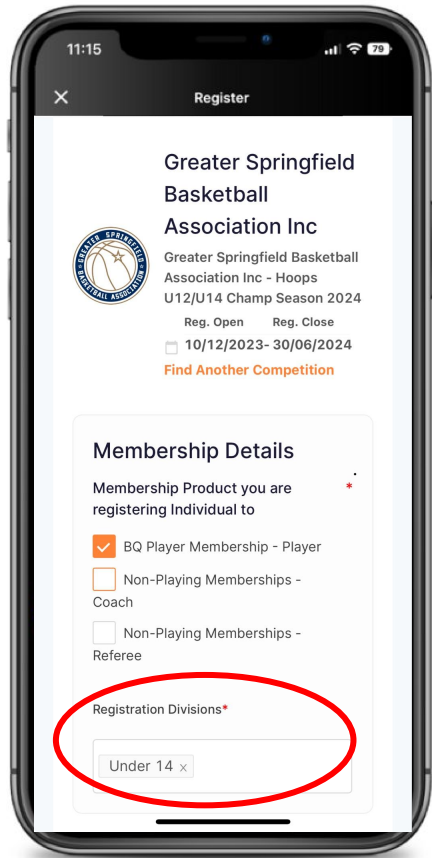 11:15
79
Register
Greater Springfield
Basketball
Association Inc
GREATER SPRINGFIELD
BASKETBALL ASSOCIATION
Greater Springfield Basketball
Association Inc - Hoops
U12/U14 Champ Season 2024
Reg. Open Reg. Close
10/12/2023- 30/06/2024
Find Another Competition
Membership Details
Membership Product you are *
registering Individual to
BQ Player Membership - Player
Non-Playing Memberships -
Coach
Non-Playing Memberships -
Referee
Registration Divisions*
Under 14 x